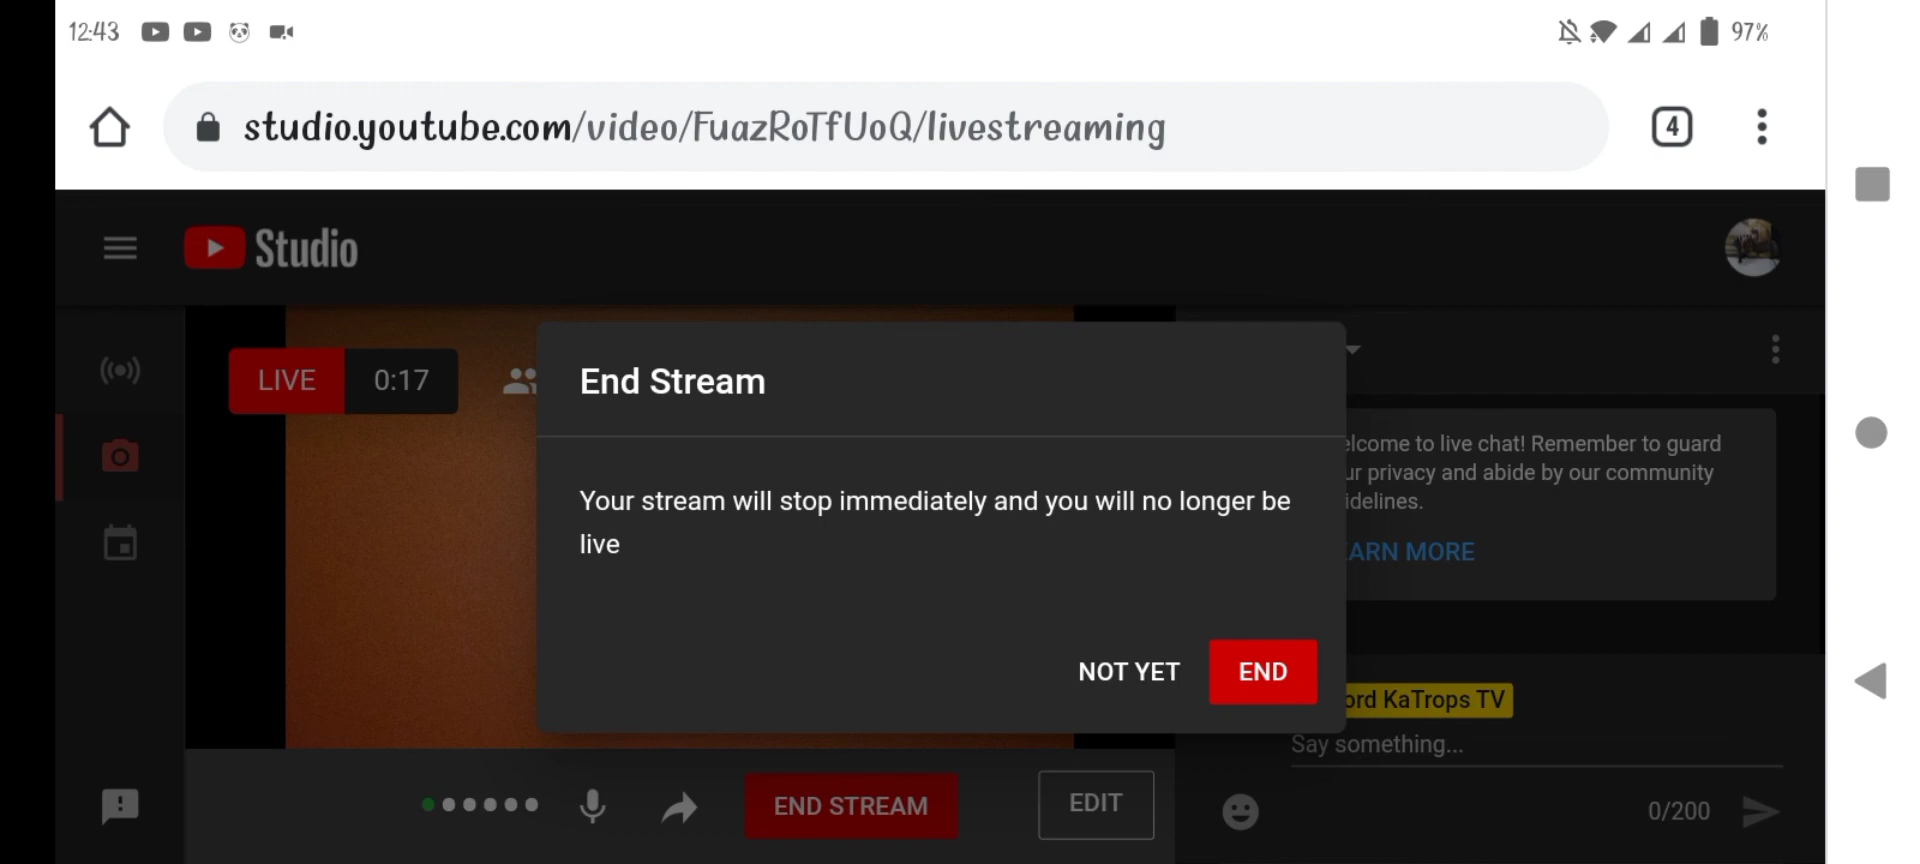 12:43
97%
studio.youtube.com/video/FuazRoTfUoQ/livestreaming
4
Studio
LIVE 0:17
End Stream
Your stream will stop immediately and you will no longer be
live
NOT YET END
elcome to live chat! Remember to guard
ur privacy and abide by our community
idelines.
ARN MORE
ord KaTrops TV
Say something...
0/200
END STREAM
EDIT